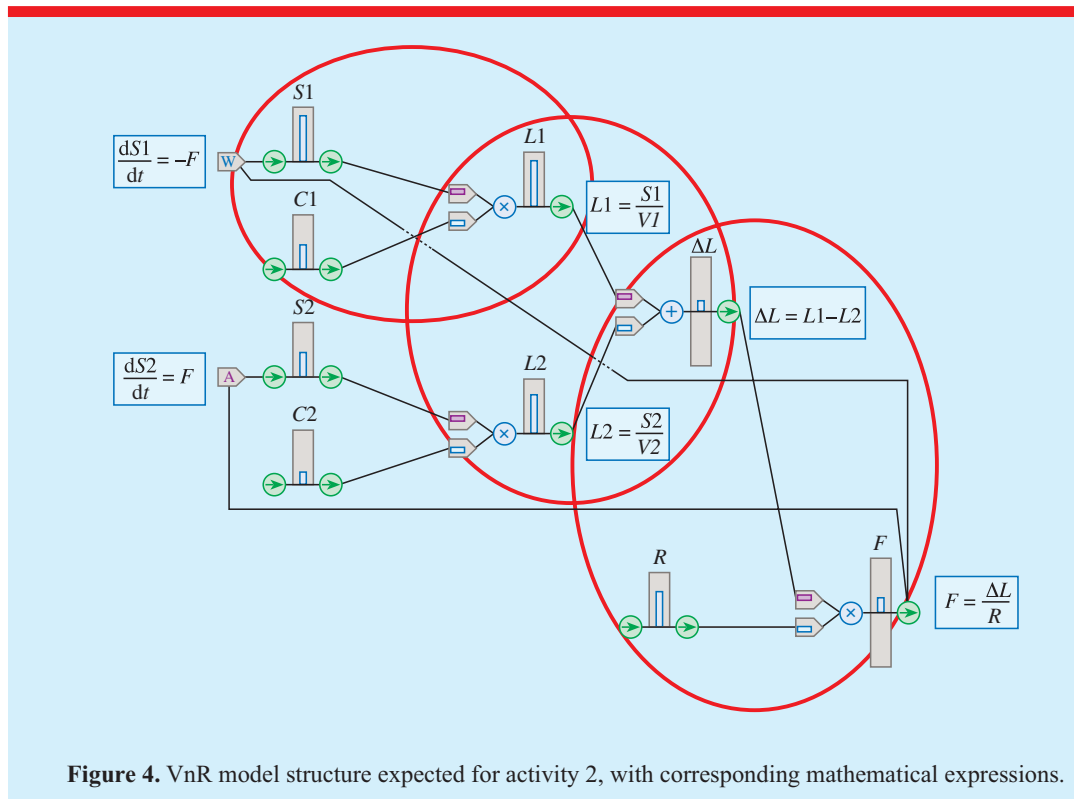 S1
dS1
dt
= −F
W
C1
L1
×
L1 = S1
V1
ΔL
+
ΔL = L1−L2
S2
dS2
dt
= F
A
C2
L2
×
L2 = S2
V2
R
F
×
F = ΔL
R
Figure 4. VnR model structure expected for activity 2, with corresponding mathematical expressions.